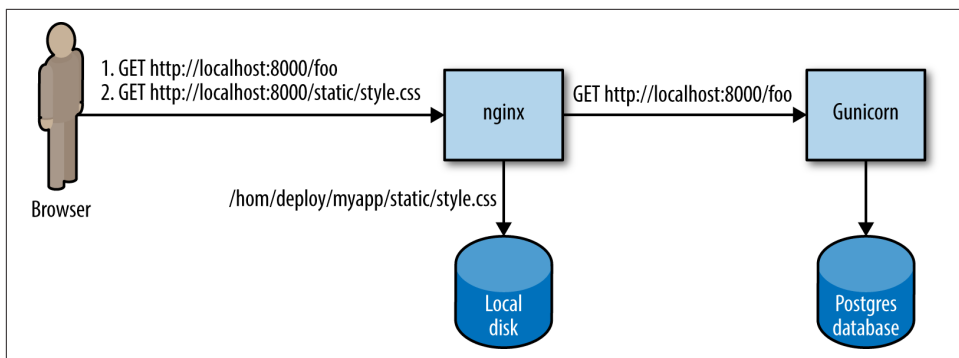 1. GET http://localhost:8000/foo
2. GET http://localhost:8000/static/style.css
GET http://localhost:8000/foo
nginx
Gunicorn
/hom/deploy/myapp/static/style.css
Browser
Local
disk
Postgres
database